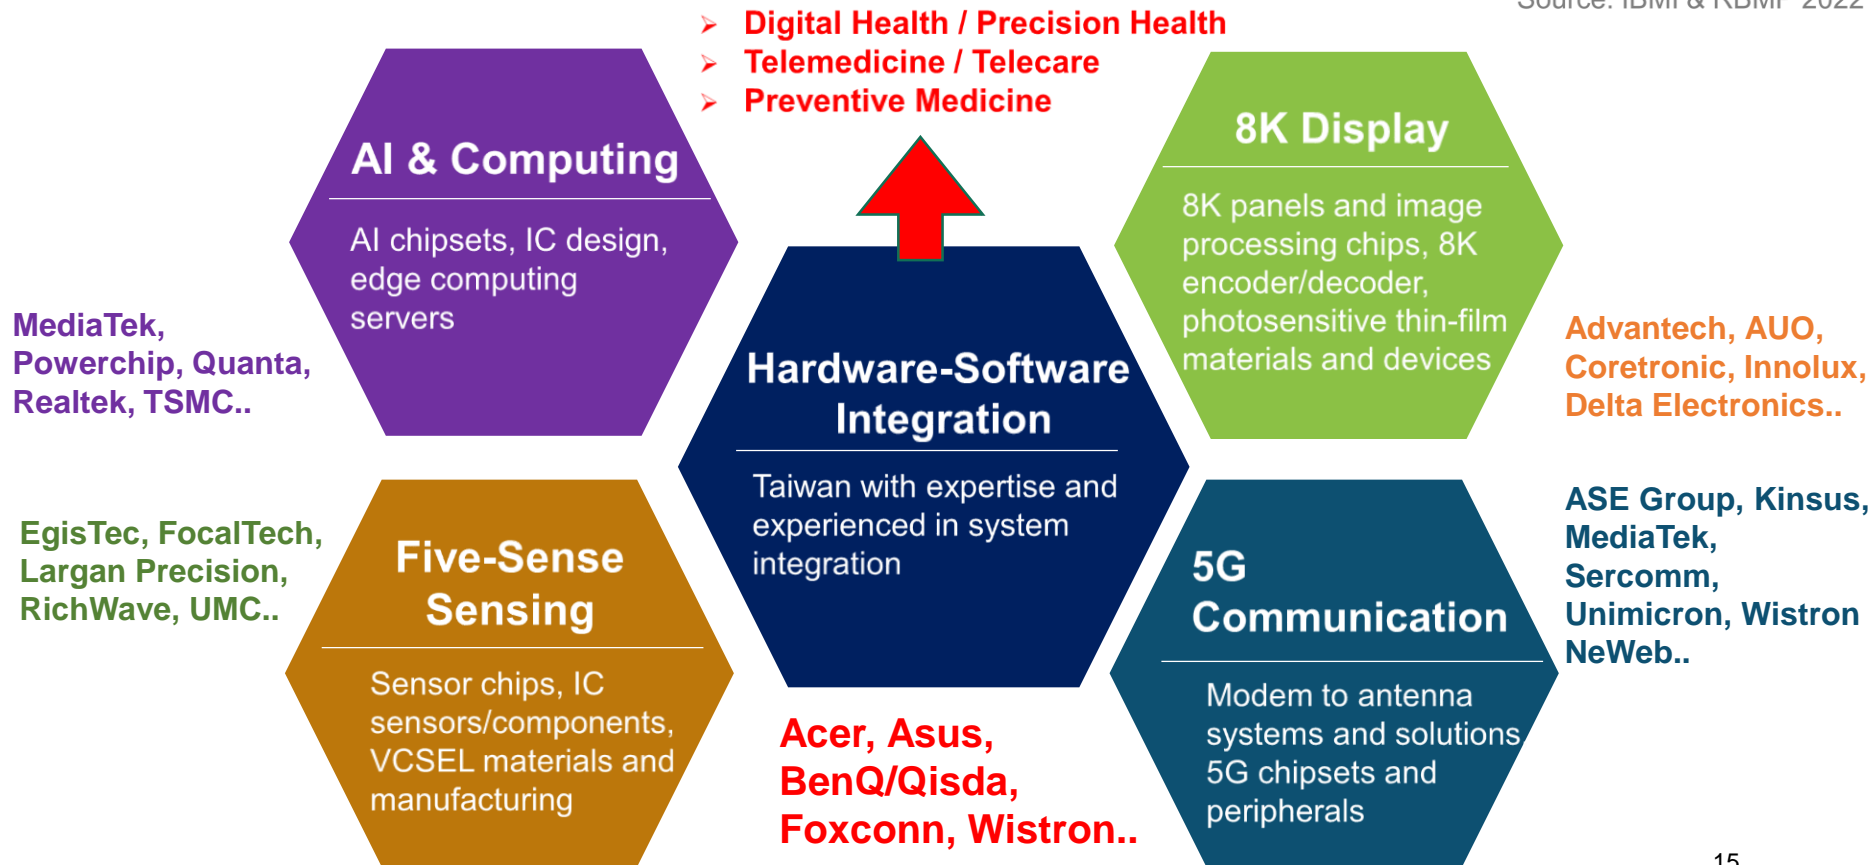 Source: IBMI & RBMP 2022
➢ Digital Health / Precision Health
➢ Telemedicine / Telecare
➢ Preventive Medicine
AI & Computing
AI chipsets, IC design,
edge computing
servers
MediaTek,
Powerchip, Quanta,
Realtek, TSMC..
8K Display
8K panels and image
processing chips, 8K
encoder/decoder,
photosensitive thin-film
materials and devices
Advantech, AUO,
Coretronic, Innolux,
Delta Electronics..
Hardware-Software
Integration
Taiwan with expertise and
experienced in system
integration
Acer, Asus,
BenQ/Qisda,
Foxconn, Wistron..
EgisTec, FocalTech,
Largan Precision,
RichWave, UMC..
Five-Sense
Sensing
Sensor chips, IC
sensors/components,
VCSEL materials and
manufacturing
5G
Communication
Modem to antenna
systems and solutions
5G chipsets and
peripherals
ASE Group, Kinsus,
MediaTek,
Sercomm,
Unimicron, Wistron
NeWeb..
15